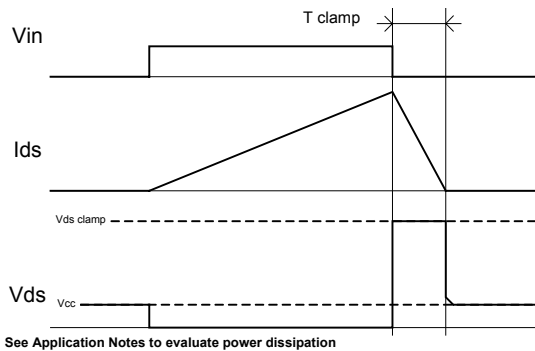 T clamp
Vin
Ids
Vds clamp
Vds
Vcc
See Application Notes to evaluate power dissipation